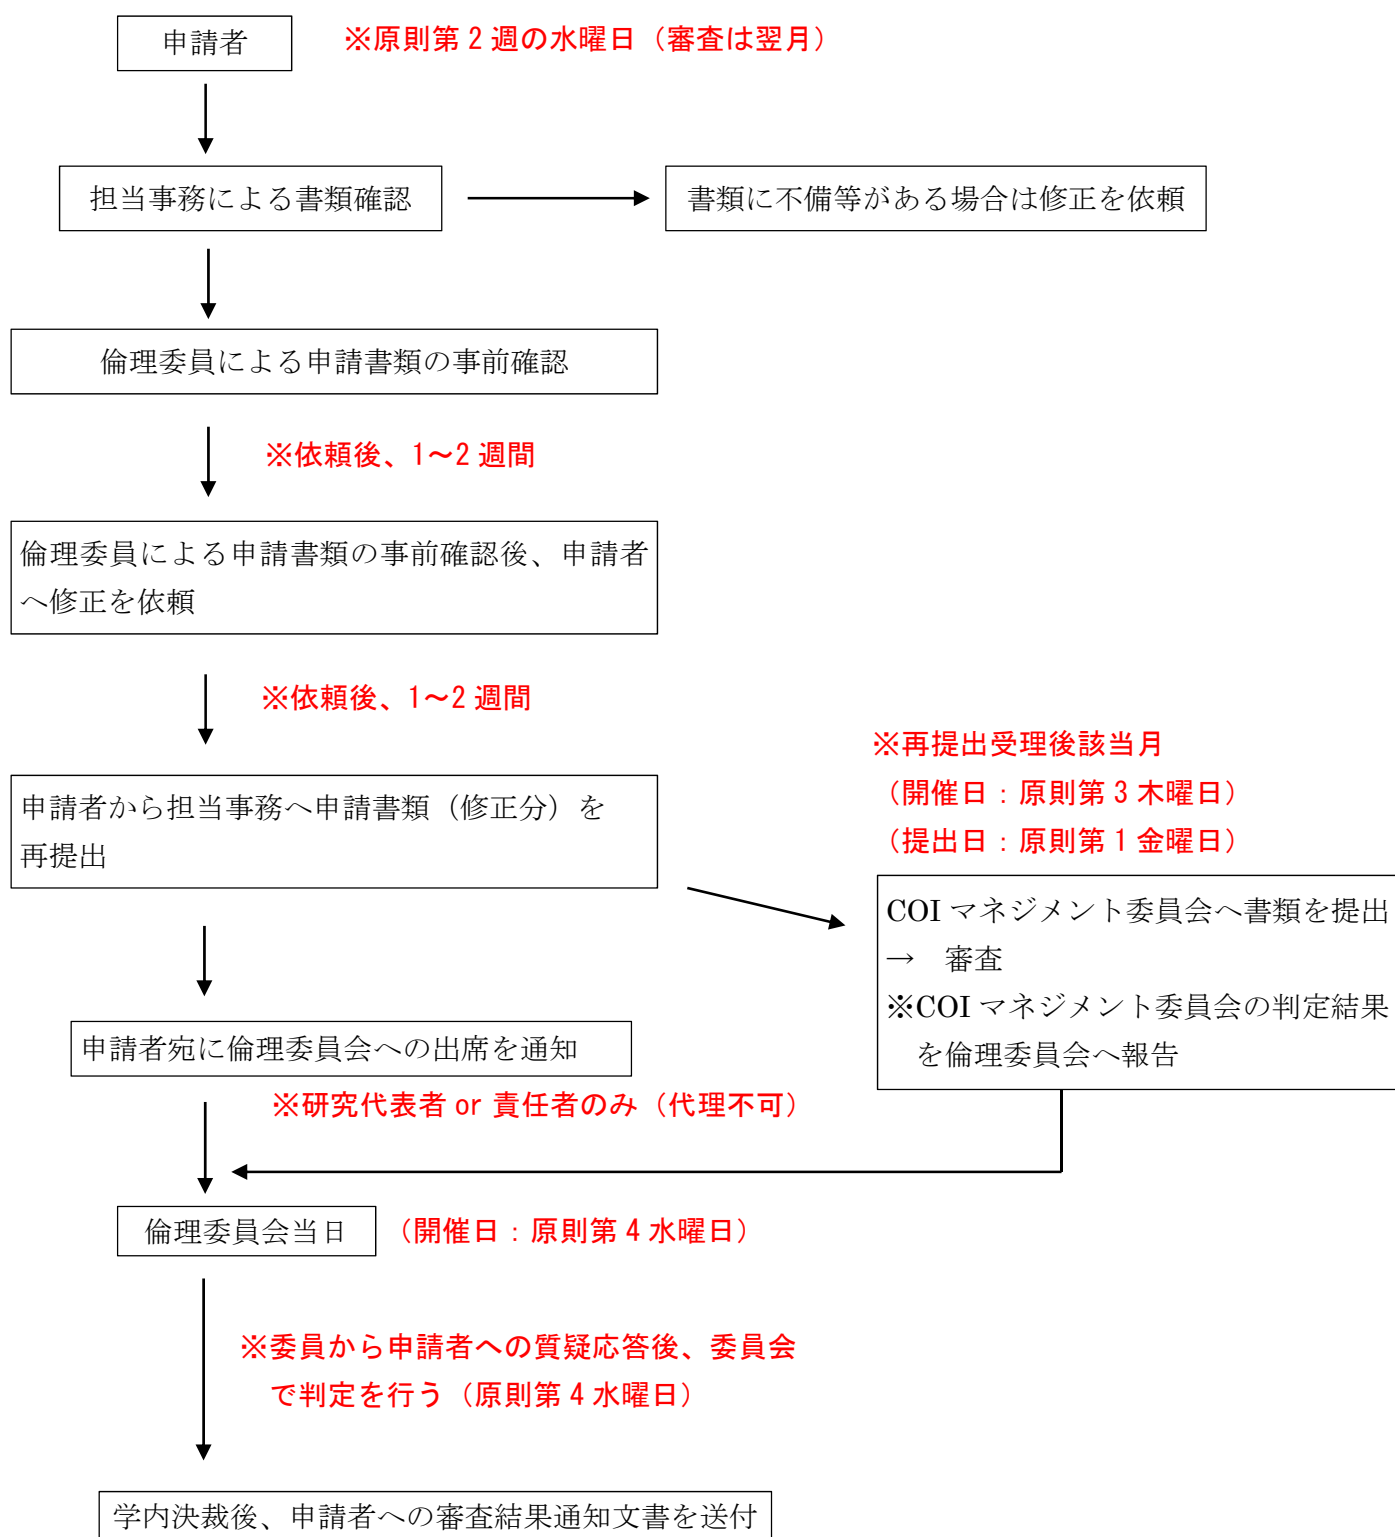 申請者
※原則第2週の水曜日（審査は翌月）
担当事務による書類確認
書類に不備等がある場合は修正を依頼
倫理委員による申請書類の事前確認
※依頼後、1～2週間
倫理委員による申請書類の事前確認後、申請者
へ修正を依頼
※依頼後、1～2週間
申請者から担当事務へ申請書類（修正分）を
再提出
※再提出受理後該当月
（開催日：原則第3木曜日）
（提出日：原則第1金曜日）
COIマネジメント委員会へ書類を提出
→　審査
※COIマネジメント委員会の判定結果
を倫理委員会へ報告
申請者宛に倫理委員会への出席を通知
※研究代表者 or 責任者のみ（代理不可）
倫理委員会当日
（開催日：原則第4水曜日）
※委員から申請者への質疑応答後、委員会
で判定を行う（原則第4水曜日）
学内決裁後、申請者への審査結果通知文書を送付